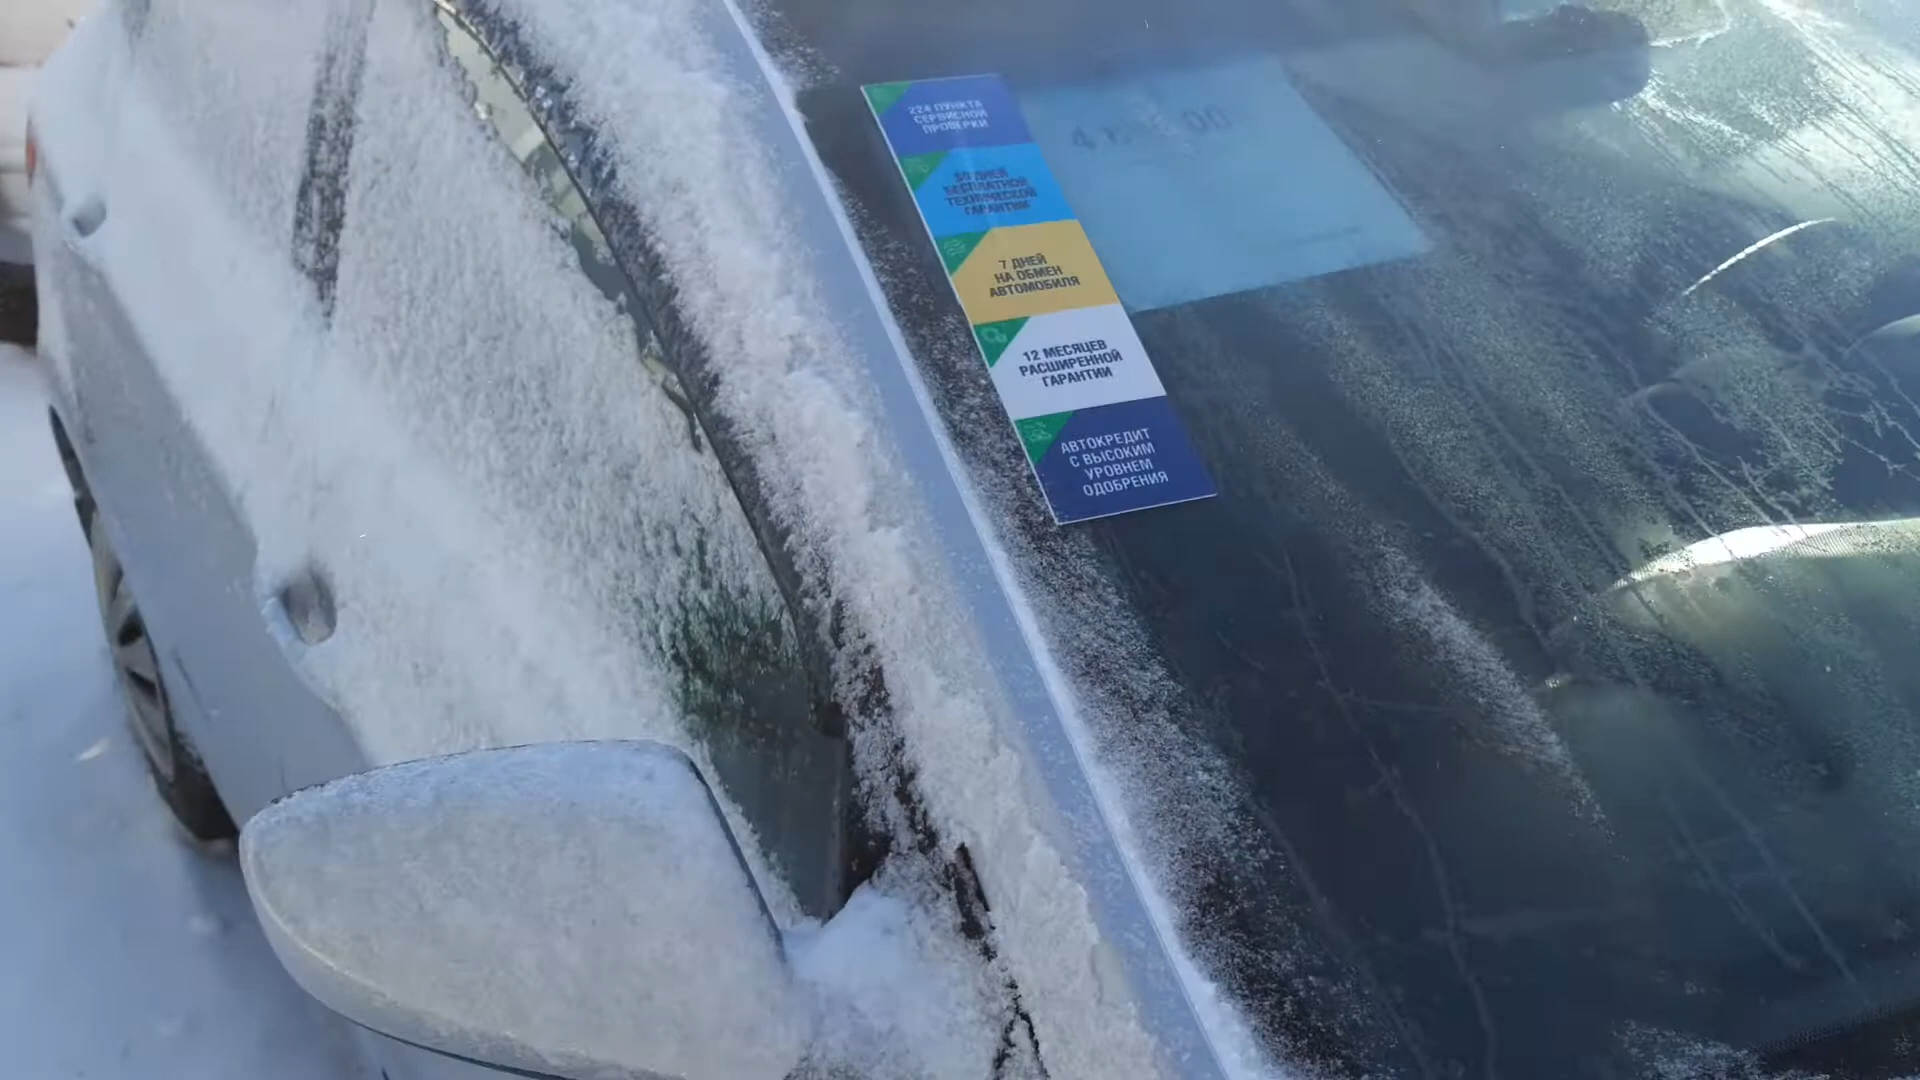 224 ПУНКТА
СЕРВИСНОЙ
ПРОВЕРКИ
ДНЕЙ
БЕСПЛАТНОЙ
ТЕХНИЧЕСКОЙ
ГАРАНТИИ
7 ДНЕЙ
НА ОБМЕН
АВТОМОБИЛЯ
12 МЕСЯЦЕВ
РАСШИРЕННОЙ
ГАРАНТИИ
АВТОКРЕДИТ
С ВЫСОКИМ
УРОВНЕМ
ОДОБРЕНИЯ